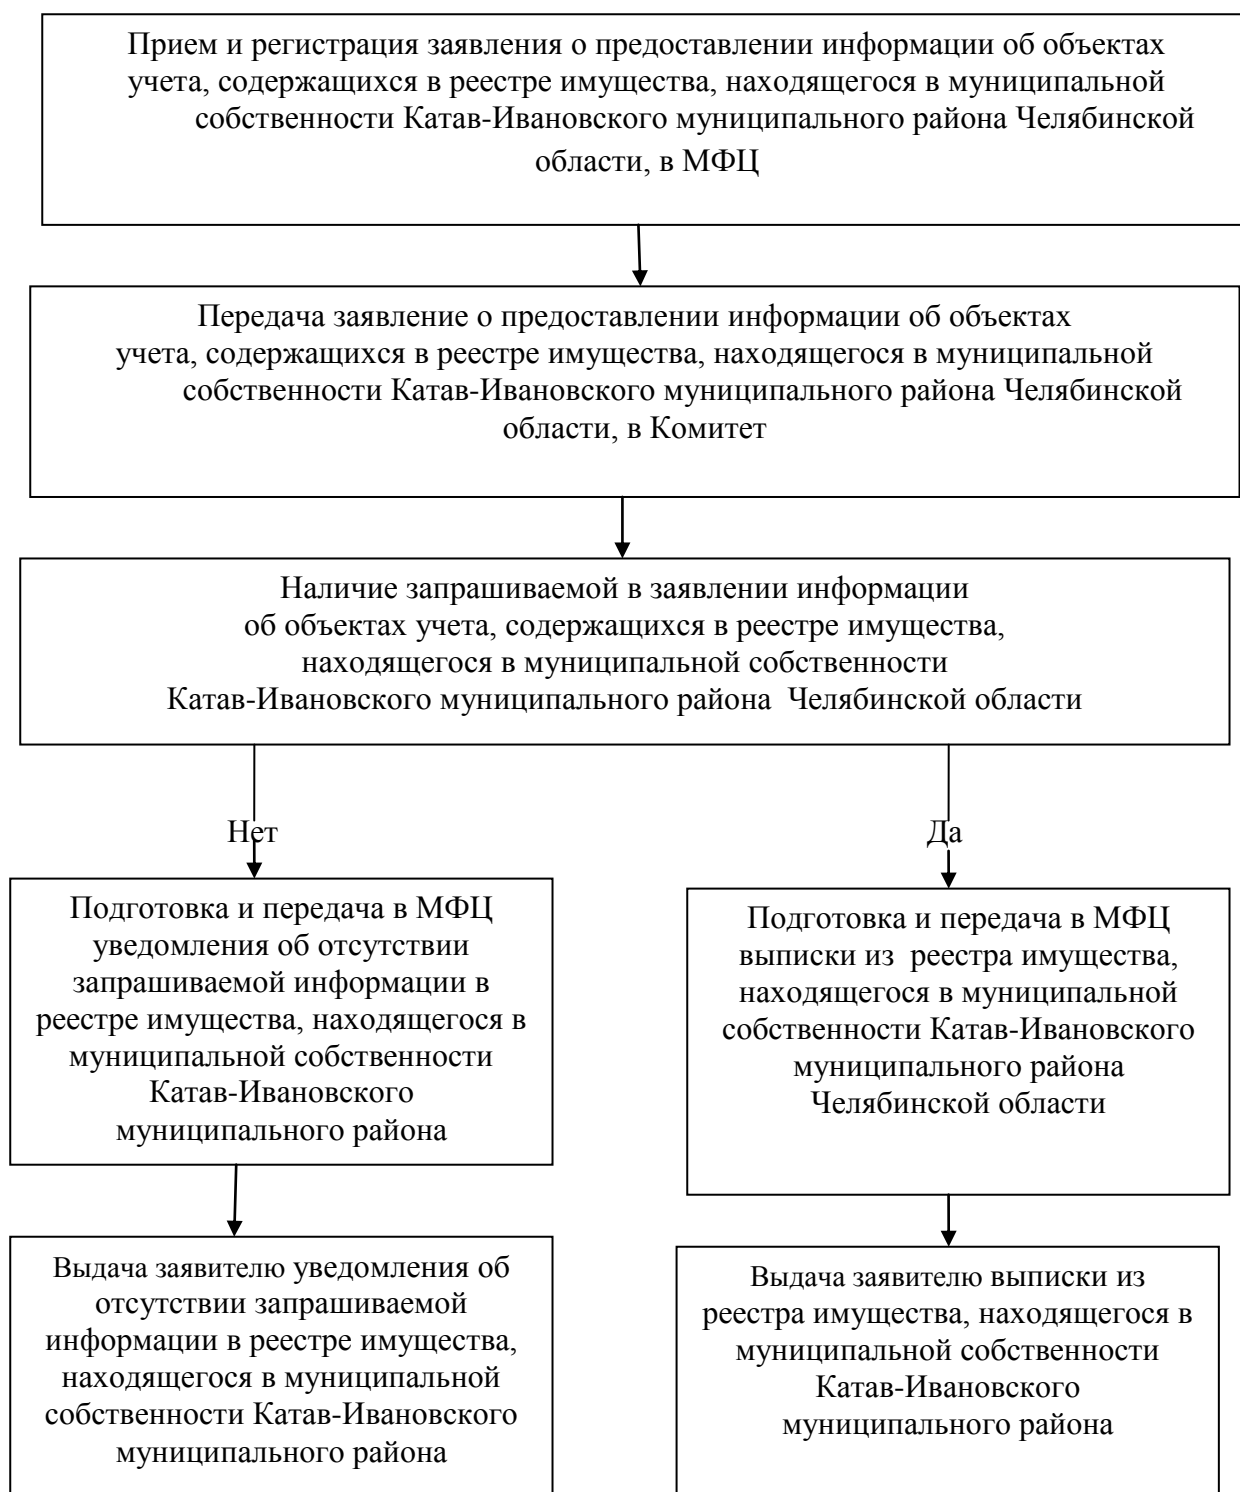 Прием и регистрация заявления о предоставлении информации об объектах
учета, содержащихся в реестре имущества, находящегося в муниципальной
собственности Катав-Ивановского муниципального района Челябинской
области, в МФЦ
Передача заявление о предоставлении информации об объектах
учета, содержащихся в реестре имущества, находящегося в муниципальной
собственности Катав-Ивановского муниципального района Челябинской
области, в Комитет
Наличие запрашиваемой в заявлении информации
об объектах учета, содержащихся в реестре имущества,
находящегося в муниципальной собственности
Катав-Ивановского муниципального района Челябинской области
Нет
Да
Подготовка и передача в МФЦ
уведомления об отсутствии
запрашиваемой информации в
реестре имущества, находящегося в
муниципальной собственности
Катав-Ивановского
муниципального района
Подготовка и передача в МФЦ
выписки из реестра имущества,
находящегося в муниципальной
собственности Катав-Ивановского
муниципального района
Челябинской области
Выдача заявителю уведомления об
отсутствии запрашиваемой
информации в реестре имущества,
находящегося в муниципальной
собственности Катав-Ивановского
муниципального района
Выдача заявителю выписки из
реестра имущества, находящегося в
муниципальной собственности
Катав-Ивановского
муниципального района